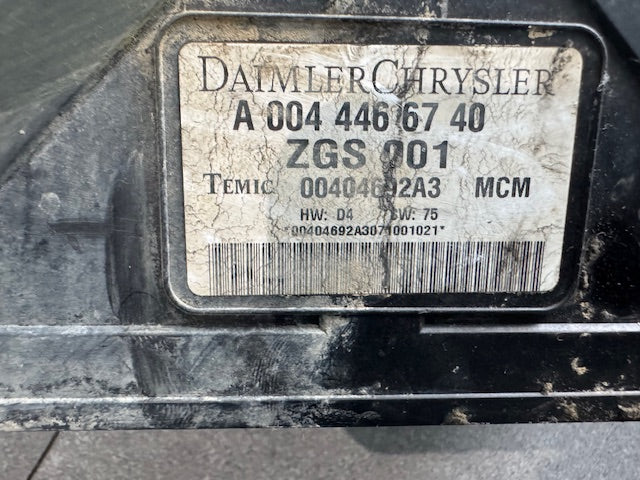 DAIMLERCHRYSLER
A 004 446 67 40
ZGS 001
TEMIC 00404692A3 MCM
HW: D4 SW: 75
*00404692A3071001021*